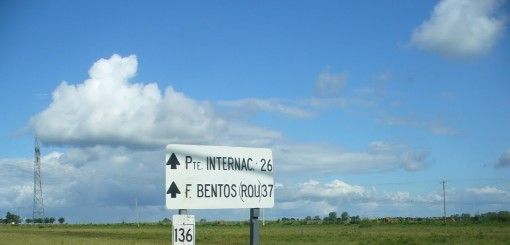 PTE. INTERNAC. 26
F. BENTOS (ROU)37
136